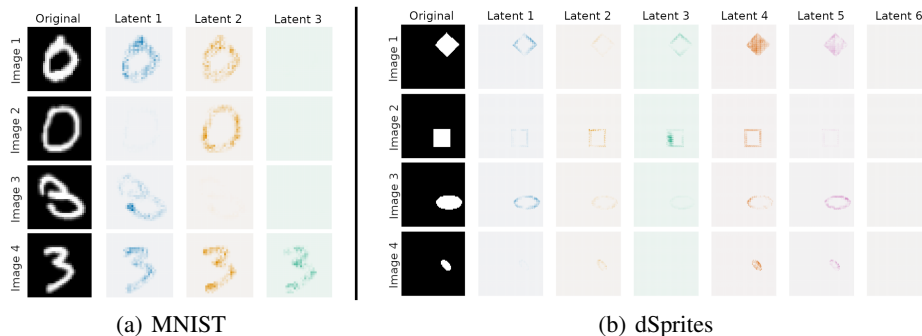 Original Latent 1 Latent 2 Latent 3
Image 1
Image 2
Image 3
Image 4
(a) MNIST
Original Latent 1 Latent 2 Latent 3 Latent 4 Latent 5 Latent 6
Image 1
Image 2
Image 3
Image 4
(b) dSprites